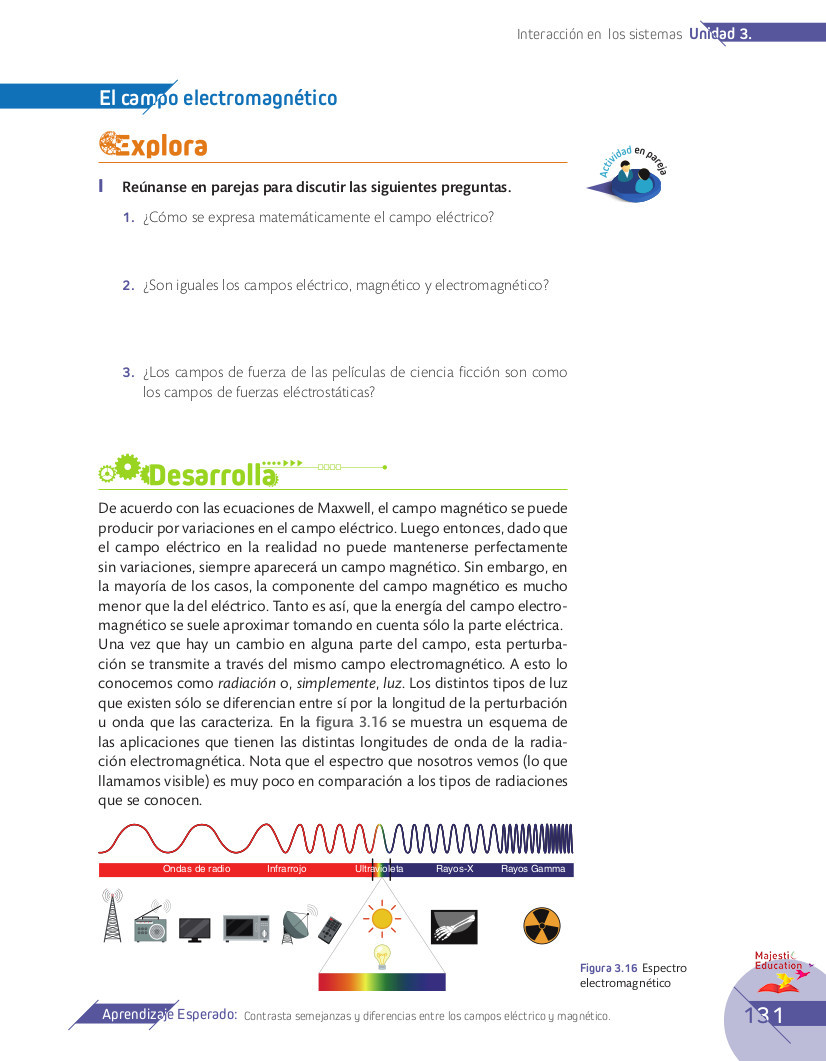 Interacción en los sistemas Unidad 3.
El campo electromagnético
Explora
Actividad en pareja
I Reúnanse en parejas para discutir las siguientes preguntas.
1. ¿Cómo se expresa matemáticamente el campo eléctrico?
2. ¿Son iguales los campos eléctrico, magnético y electromagnético?
3. ¿Los campos de fuerza de las películas de ciencia ficción son como
los campos de fuerzas eléctrostáticas?
Desarrolla
De acuerdo con las ecuaciones de Maxwell, el campo magnético se puede
producir por variaciones en el campo eléctrico. Luego entonces, dado que
el campo eléctrico en la realidad no puede mantenerse perfectamente
sin variaciones, siempre aparecerá un campo magnético. Sin embargo, en
la mayoría de los casos, la componente del campo magnético es mucho
menor que la del eléctrico. Tanto es así, que la energía del campo electro-
magnético se suele aproximar tomando en cuenta sólo la parte eléctrica.
Una vez que hay un cambio en alguna parte del campo, esta perturba-
ción se transmite a través del mismo campo electromagnético. A esto lo
conocemos como radiación o, simplemente, luz. Los distintos tipos de luz
que existen sólo se diferencian entre sí por la longitud de la perturbación
u onda que las caracteriza. En la figura 3.16 se muestra un esquema de
las aplicaciones que tienen las distintas longitudes de onda de la radia-
ción electromagnética. Nota que el espectro que nosotros vemos (lo que
llamamos visible) es muy poco en comparación a los tipos de radiaciones
que se conocen.
Ondas de radio Infrarrojo Ultravioleta Rayos-X Rayos Gamma
Figura 3.16 Espectro
electromagnético
Majestic
Education
Aprendizaje Esperado: Contrasta semejanzas y diferencias entre los campos eléctrico y magnético.
131